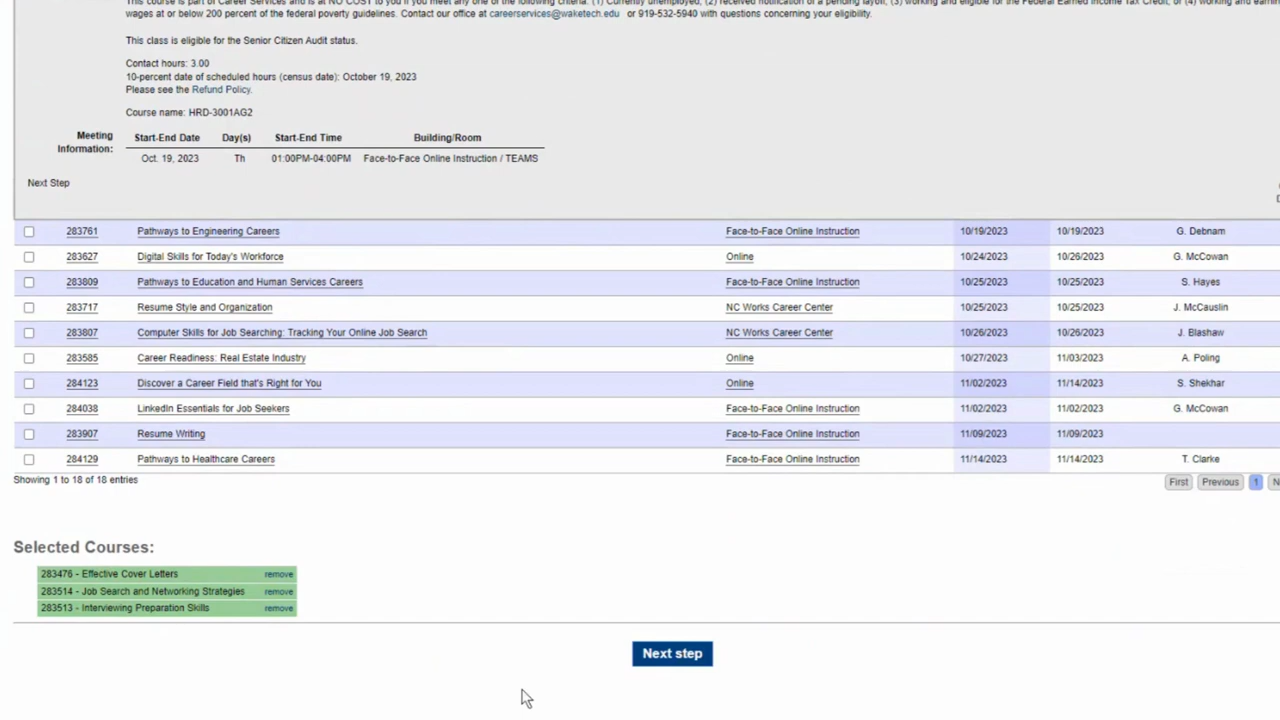 This course is part of Career Services and is at NO COST to you if you meet any one of the following criteria: (1) Currently unemployed, (2) received notification of a pending layoff, (3) working and eligible for the Federal Earned Income Tax Credit, or (4) working and
wages at or below 200 percent of the federal poverty guidelines. Contact our office at careerservices@waketech.edu or 919-532-5940 with questions concerning your eligibility.
This class is eligible for the Senior Citizen Audit status.
Contact hours: 3.00
10-percent date of scheduled hours (census date): October 19, 2023
Please see the Refund Policy.
Course name: HRD-3001AG2
Meeting Information:
Start-End Date Day(s) Start-End Time Building/Room
Oct. 19, 2023 Th 01:00PM-04:00PM Face-to-Face Online Instruction / TEAMS
Next Step
283761 Pathways to Engineering Careers Face-to-Face Online Instruction 10/19/2023 10/19/2023 G. Debnam
283627 Digital Skills for Today's Workforce Online 10/24/2023 10/26/2023 G. McCowan
283809 Pathways to Education and Human Services Careers Face-to-Face Online Instruction 10/25/2023 10/25/2023 S. Hayes
283717 Resume Style and Organization NC Works Career Center 10/25/2023 10/25/2023 J. McCauslin
283807 Computer Skills for Job Searching: Tracking Your Online Job Search NC Works Career Center 10/26/2023 10/26/2023 J. Blashaw
283585 Career Readiness: Real Estate Industry Online 10/27/2023 11/03/2023 A. Poling
284123 Discover a Career Field that's Right for You Online 11/02/2023 11/14/2023 S. Shekhar
284038 LinkedIn Essentials for Job Seekers Face-to-Face Online Instruction 11/02/2023 11/02/2023 G. McCowan
283907 Resume Writing Face-to-Face Online Instruction 11/09/2023 11/09/2023
284129 Pathways to Healthcare Careers Face-to-Face Online Instruction 11/14/2023 11/14/2023 T. Clarke
Showing 1 to 18 of 18 entries
First Previous 1 N
Selected Courses:
283476 - Effective Cover Letters remove
283514 - Job Search and Networking Strategies remove
283513 - Interviewing Preparation Skills remove
Next step